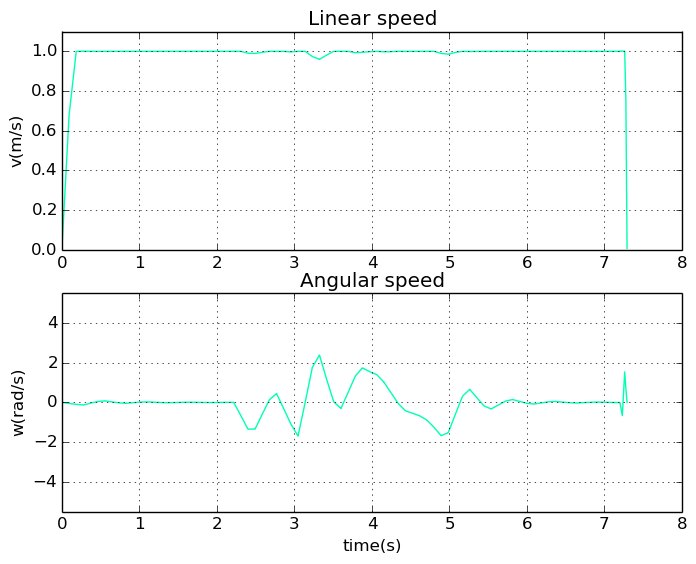 Linear speed
v(m/s)
1.0
0.8
0.6
0.4
0.2
0.0
0 1 2 3 4 5 6 7 8
Angular speed
w(rad/s)
4
2
0
−2
−4
0 1 2 3 4 5 6 7 8
time(s)